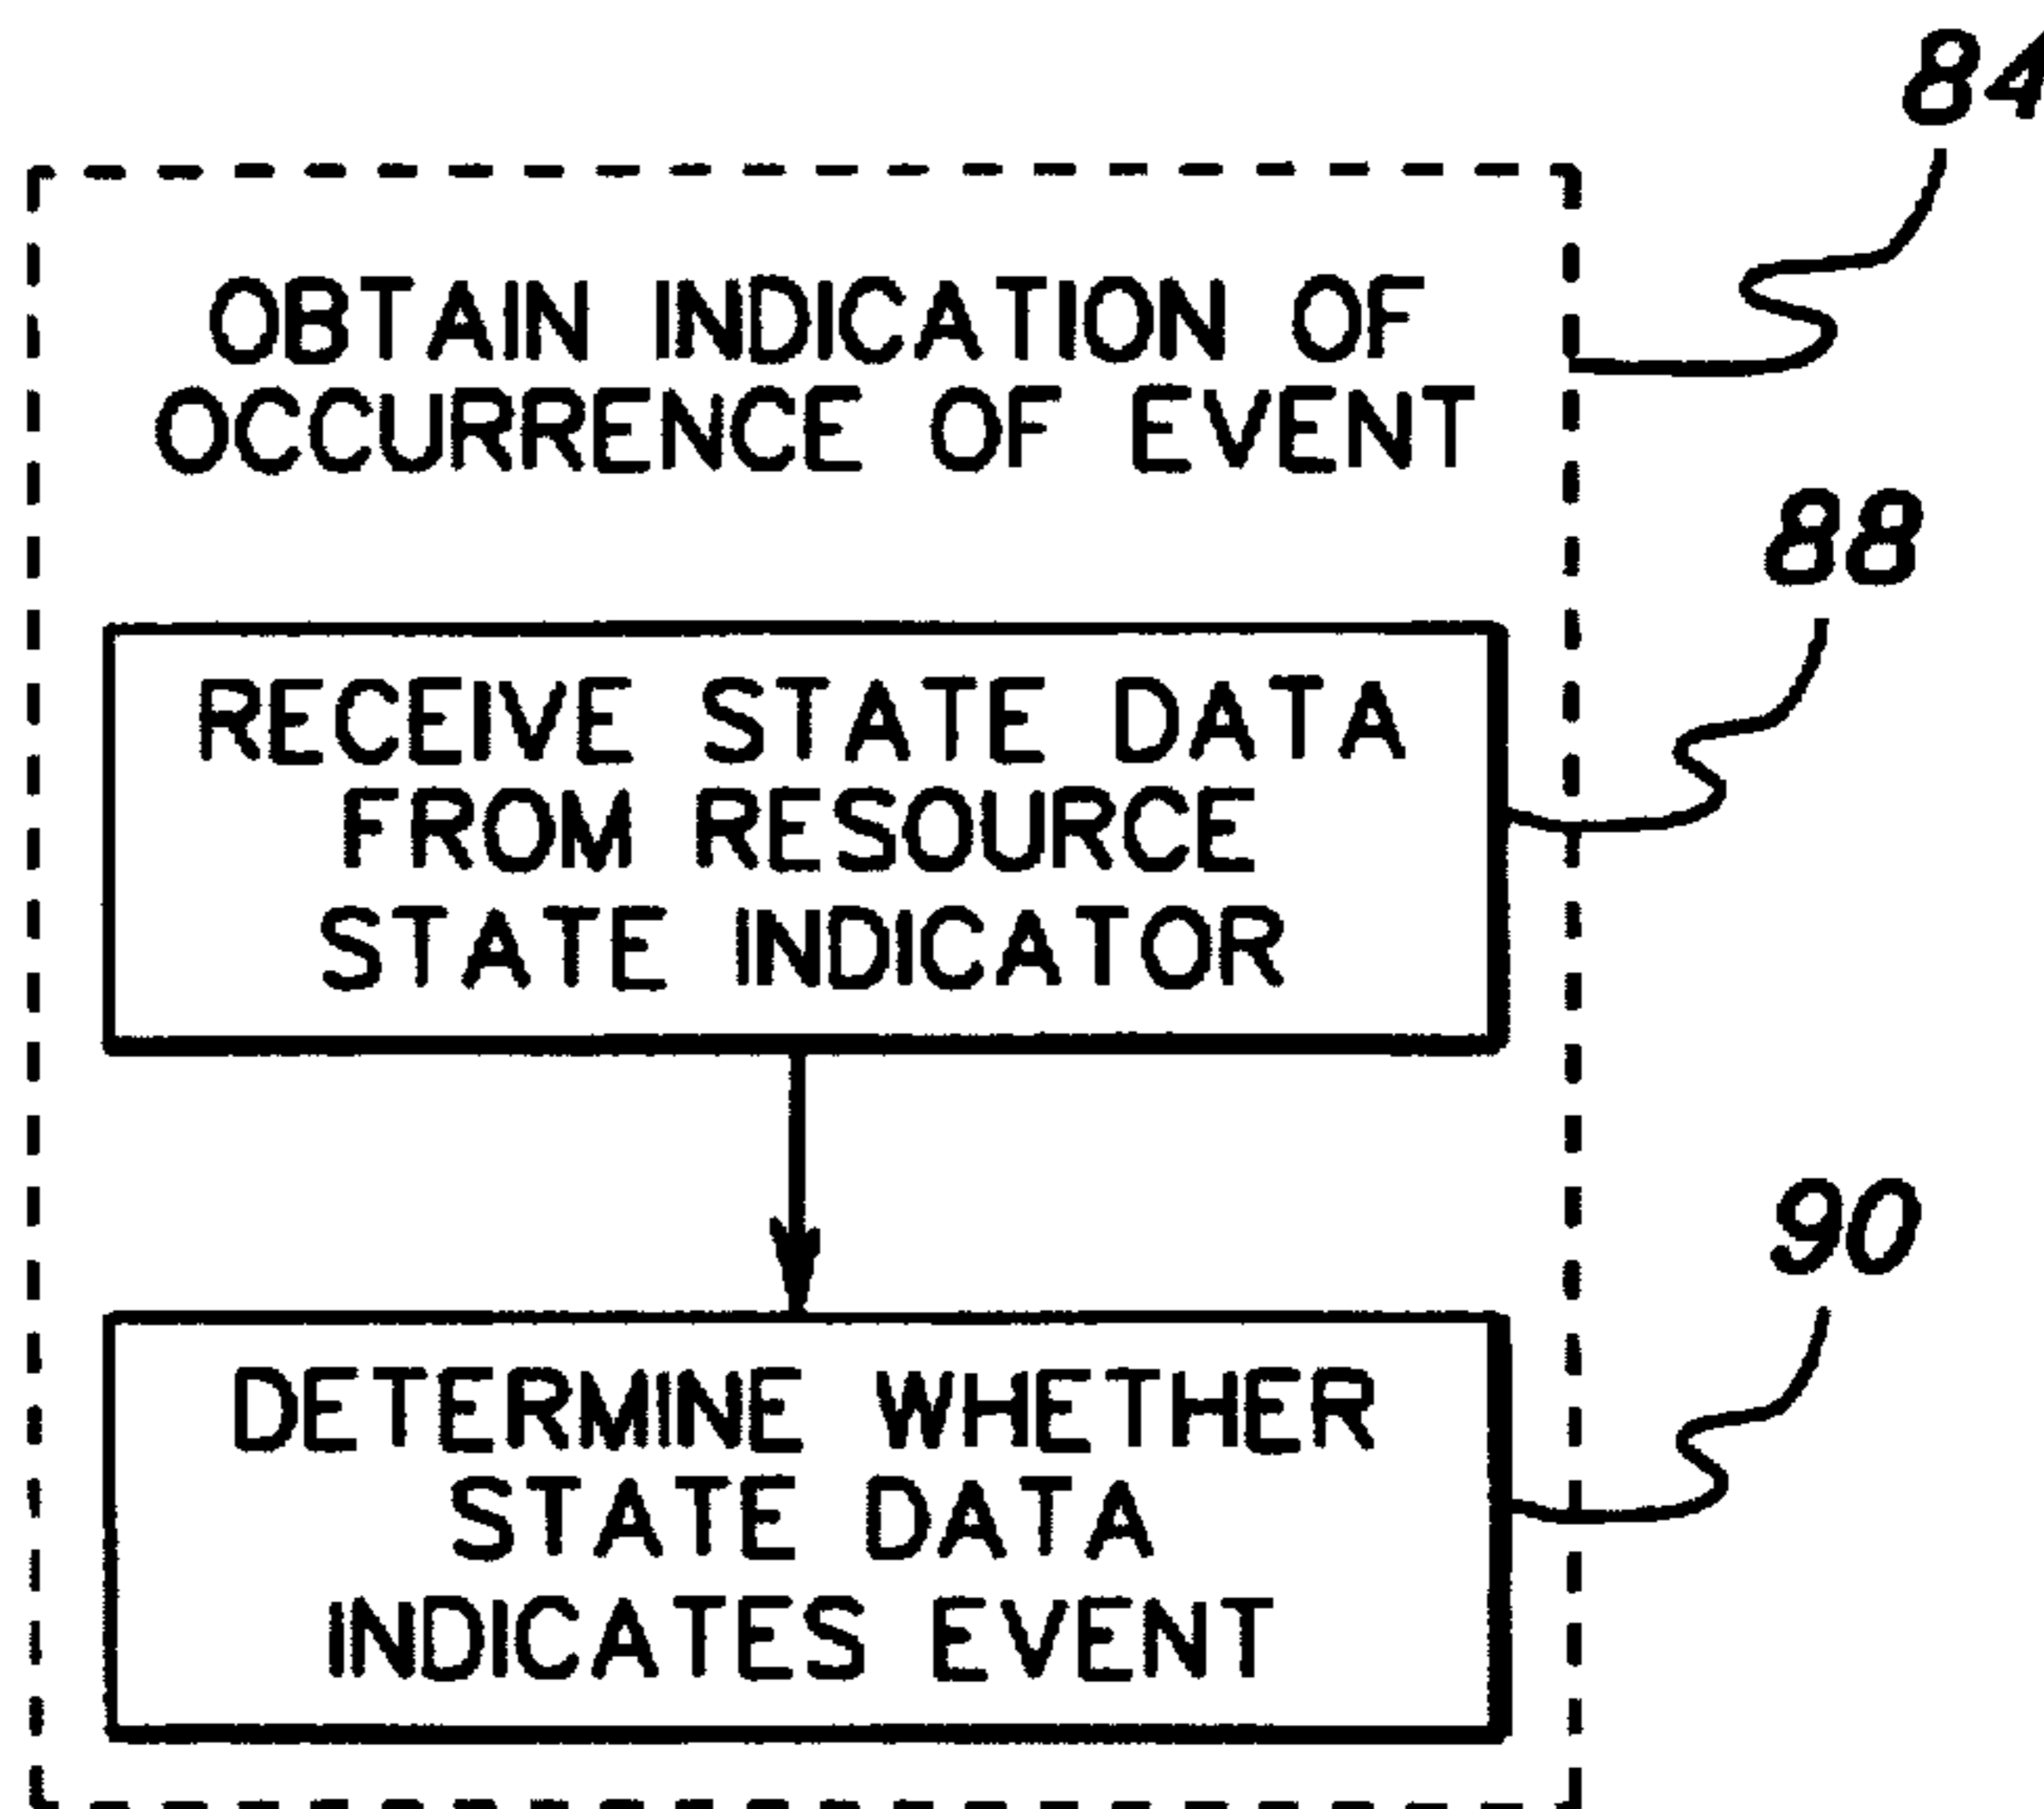 84
OBTAIN INDICATION OF
OCCURRENCE OF EVENT
88
RECEIVE STATE DATA
FROM RESOURCE
STATE INDICATOR
90
DETERMINE WHETHER
STATE DATA
INDICATES EVENT